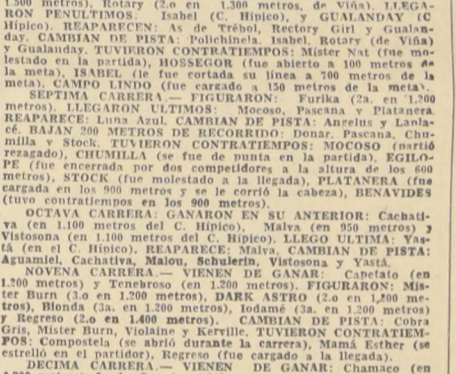 1.500 metros), Rotary (2.o en 1.300 metros, de Viña). LLEGA-
RON PENULTIMOS: Isabel (C. Hípico), y GUALANDAY (C
Hípico). REAPARECEN: As de Trébol, Rectory Girl y Gualan-
day. CAMBIAN DE PISTA: Polichinela, Isabel, Rotary (de Viña)
y Gualanday. TUVIERON CONTRATIEMPOS: Míster Nat (fue mo-
lestado en la partida), HOSSEGOR (fue abierto a 100 metros de
la meta), ISABEL (le fue cortada su línea a 700 metros de la
meta), CAMPO LINDO (fue cargado a 150 metros de la meta).
SEPTIMA CARRERA.— FIGURARON: Furika (2a. en 1.200
metros). LLEGARON ULTIMOS: Mocoso, Pascana y Platanera.
REAPARECE: Luna Azul. CAMBIAN DE PISTA: Angelus y Lanla-
cé. BAJAN 200 METROS DE RECORRIDO: Donar, Pascana, Chu-
milla y Stock. TUVIERON CONTRATIEMPOS: MOCOSO (partió
rezagado), CHUMILLA (se fue de punta en la partida), EGILO-
PE (fue encerrada por dos competidores a la altura de los 600
metros), STOCK (fue molestado a la llegada), PLATANERA (fue
cargada en los 900 metros y se le corrió la cabeza), BENAVIDES
(tuvo contratiempos en los 900 metros).
OCTAVA CARRERA: GANARON EN SU ANTERIOR: Cachati-
va (en 1.100 metros del C. Hípico), Malva (en 950 metros) y
Vistosona (en 1.100 metros del C. Hípico). LLEGO ULTIMA: Yas-
tá (en el C. Hípico). REAPARECE: Malva. CAMBIAN DE PISTA:
Aguamiel, Cachativa, Malou, Schulerin, Vistosona y Yastá.
NOVENA CARRERA.— VIENEN DE GANAR: Capetato (en
1.200 metros) y Tenebroso (en 1.200 metros). FIGURARON: Mís-
ter Burn (3.o en 1.200 metros), DARK ASTRO (2.o en 1,200 me-
tros), Blonda (3a. en 1.200 metros), Iodamé (3a. en 1.200 metros)
y Regreso (2.o en 1.400 metros). CAMBIAN DE PISTA: Cobra
Gris, Míster Burn, Violaine y Kerville. TUVIERON CONTRATIEM-
POS: Compostela (se abrió durante la carrera), Mamá Esther (se
estrelló en el partidor), Regreso (fue cargado a la llegada).
DECIMA CARRERA.— VIENEN DE GANAR: Chamaco (en